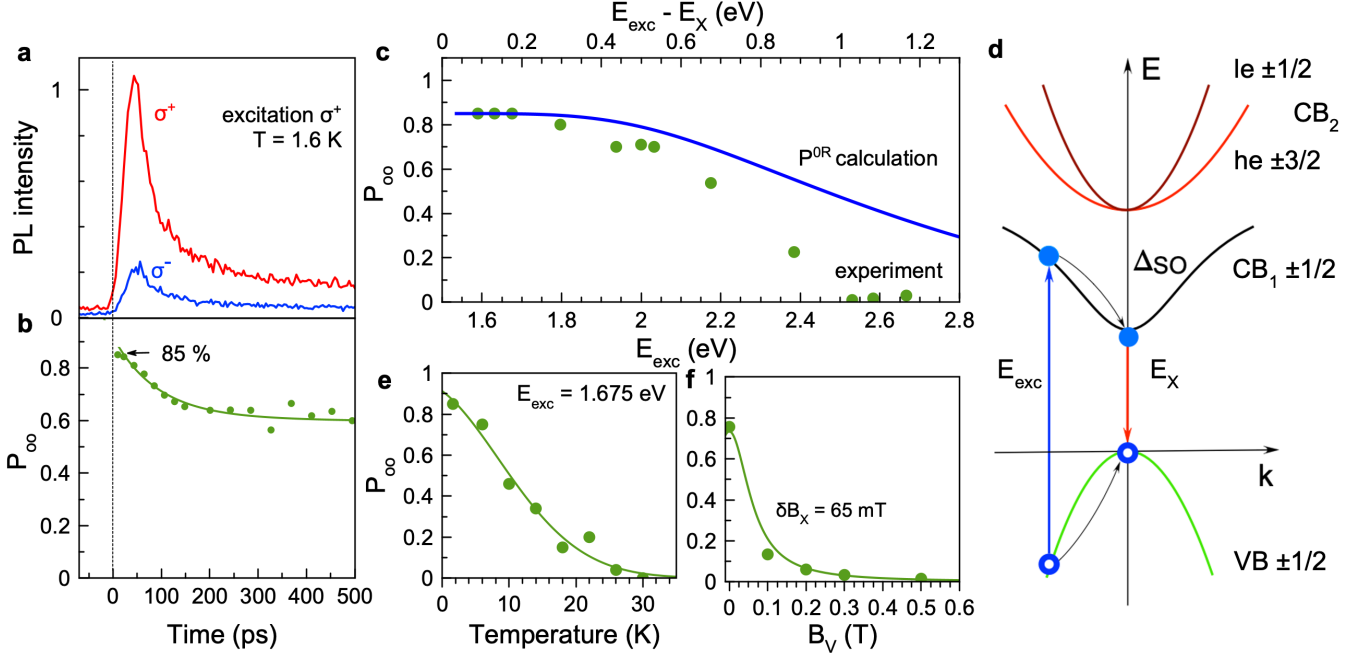 a
PL intensity
1
0
σ+
σ-
excitation σ+
T = 1.6 K
b
Poo
0.8
0.6
0.4
0.2
0
85 %
0 100 200 300 400 500
Time (ps)
c
Eexc - EX (eV)
0 0.2 0.4 0.6 0.8 1 1.2
Poo
1
0.8
0.6
0.4
0.2
0
P0R calculation
experiment
1.6 1.8 2 2.2 2.4 2.6 2.8
Eexc (eV)
d
E
le ±1/2
CB2
he ±3/2
ΔSO
CB1 ±1/2
Eexc
EX
k
VB ±1/2
e
Eexc = 1.675 eV
Poo
1
0.8
0.6
0.4
0.2
0
0 10 20 30
Temperature (K)
f
1
0.8
0.6
0.4
0.2
0
δBX = 65 mT
0 0.1 0.2 0.3 0.4 0.5 0.6
BV (T)